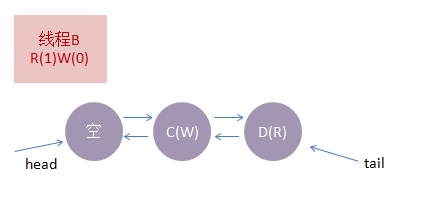 线程B
R(1)W(0)
空
C(W)
D(R)
head
tail